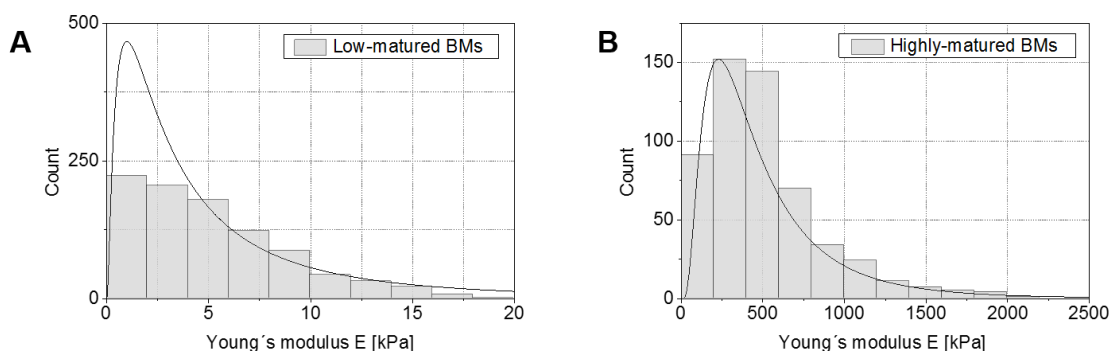 A
500
250
0
Count
Low-matured BMs
0
5
10
15
20
Young´s modulus E [kPa]
B
150
100
50
0
Count
Highly-matured BMs
0
500
1000
1500
2000
2500
Young´s modulus E [kPa]